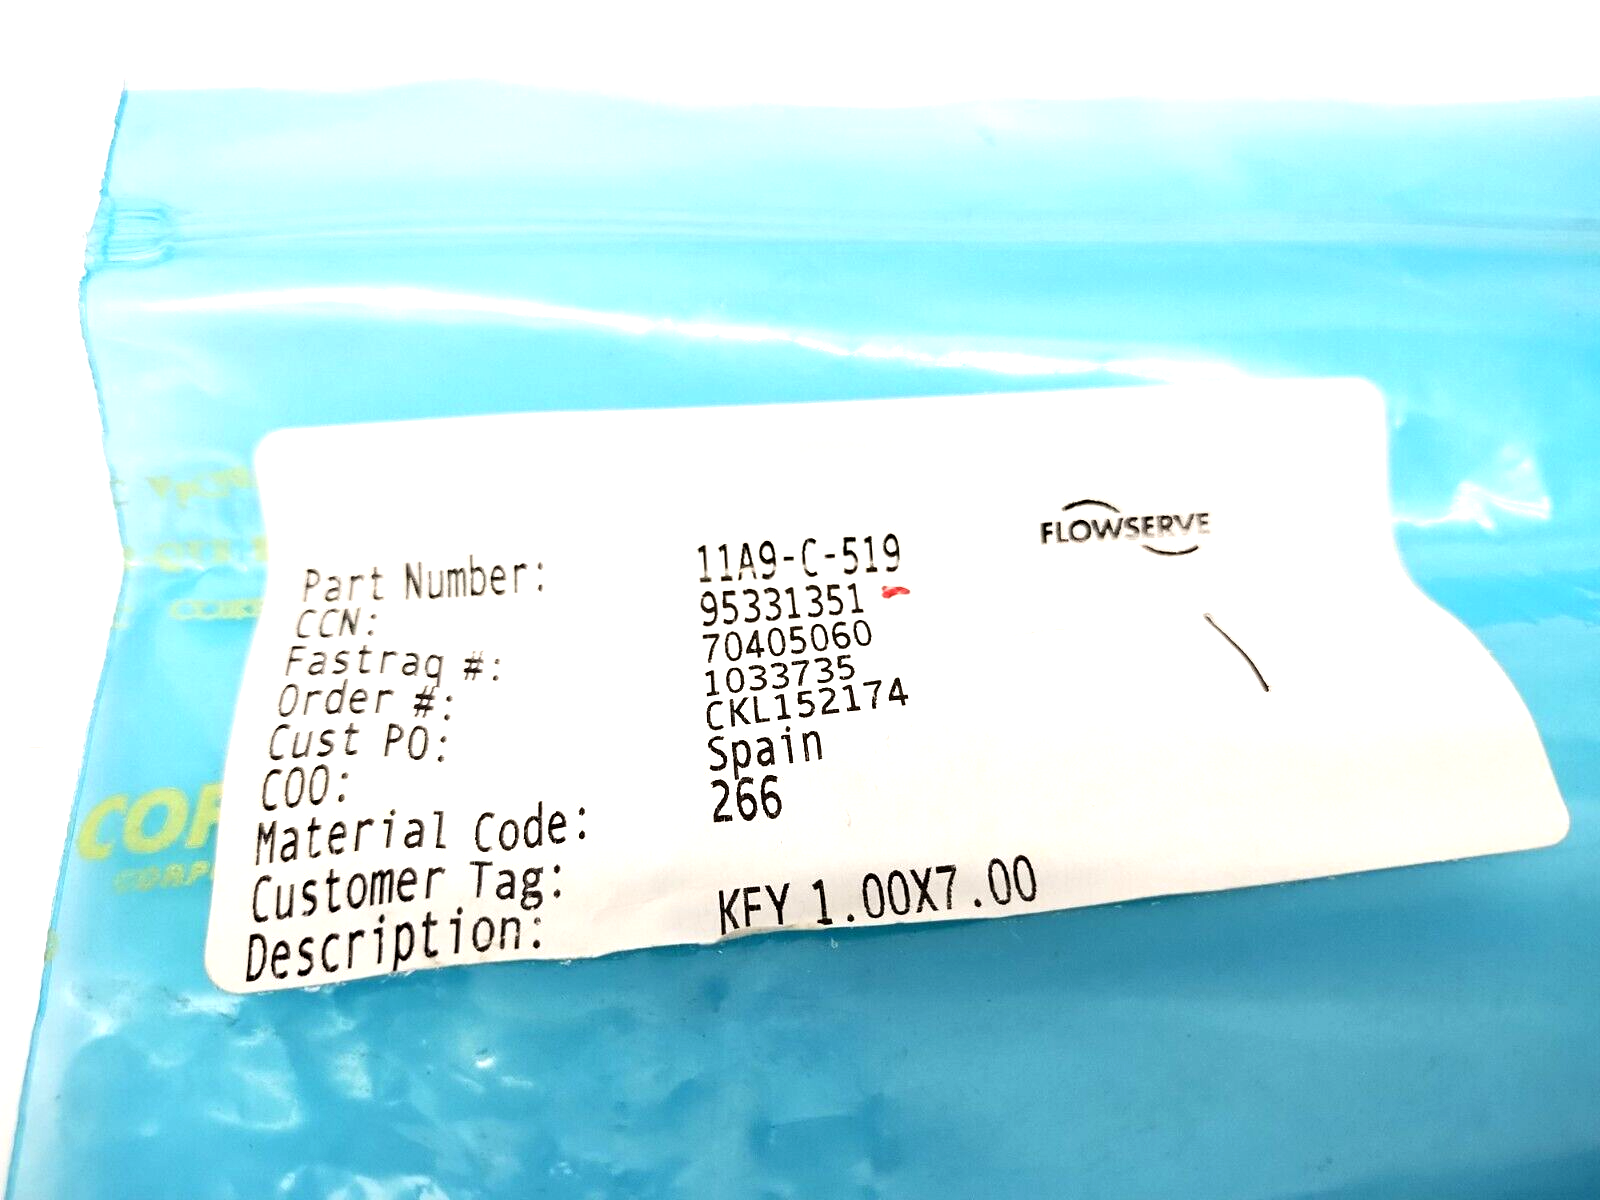 FLOWSERVE
Part Number: 11A9-C-519
CCN: 95331351
Fastraq #: 70405060
Order #: 1033735
Cust PO: CKL152174
COO: Spain
Material Code: 266
Customer Tag:
Description: KFY 1.00X7.00